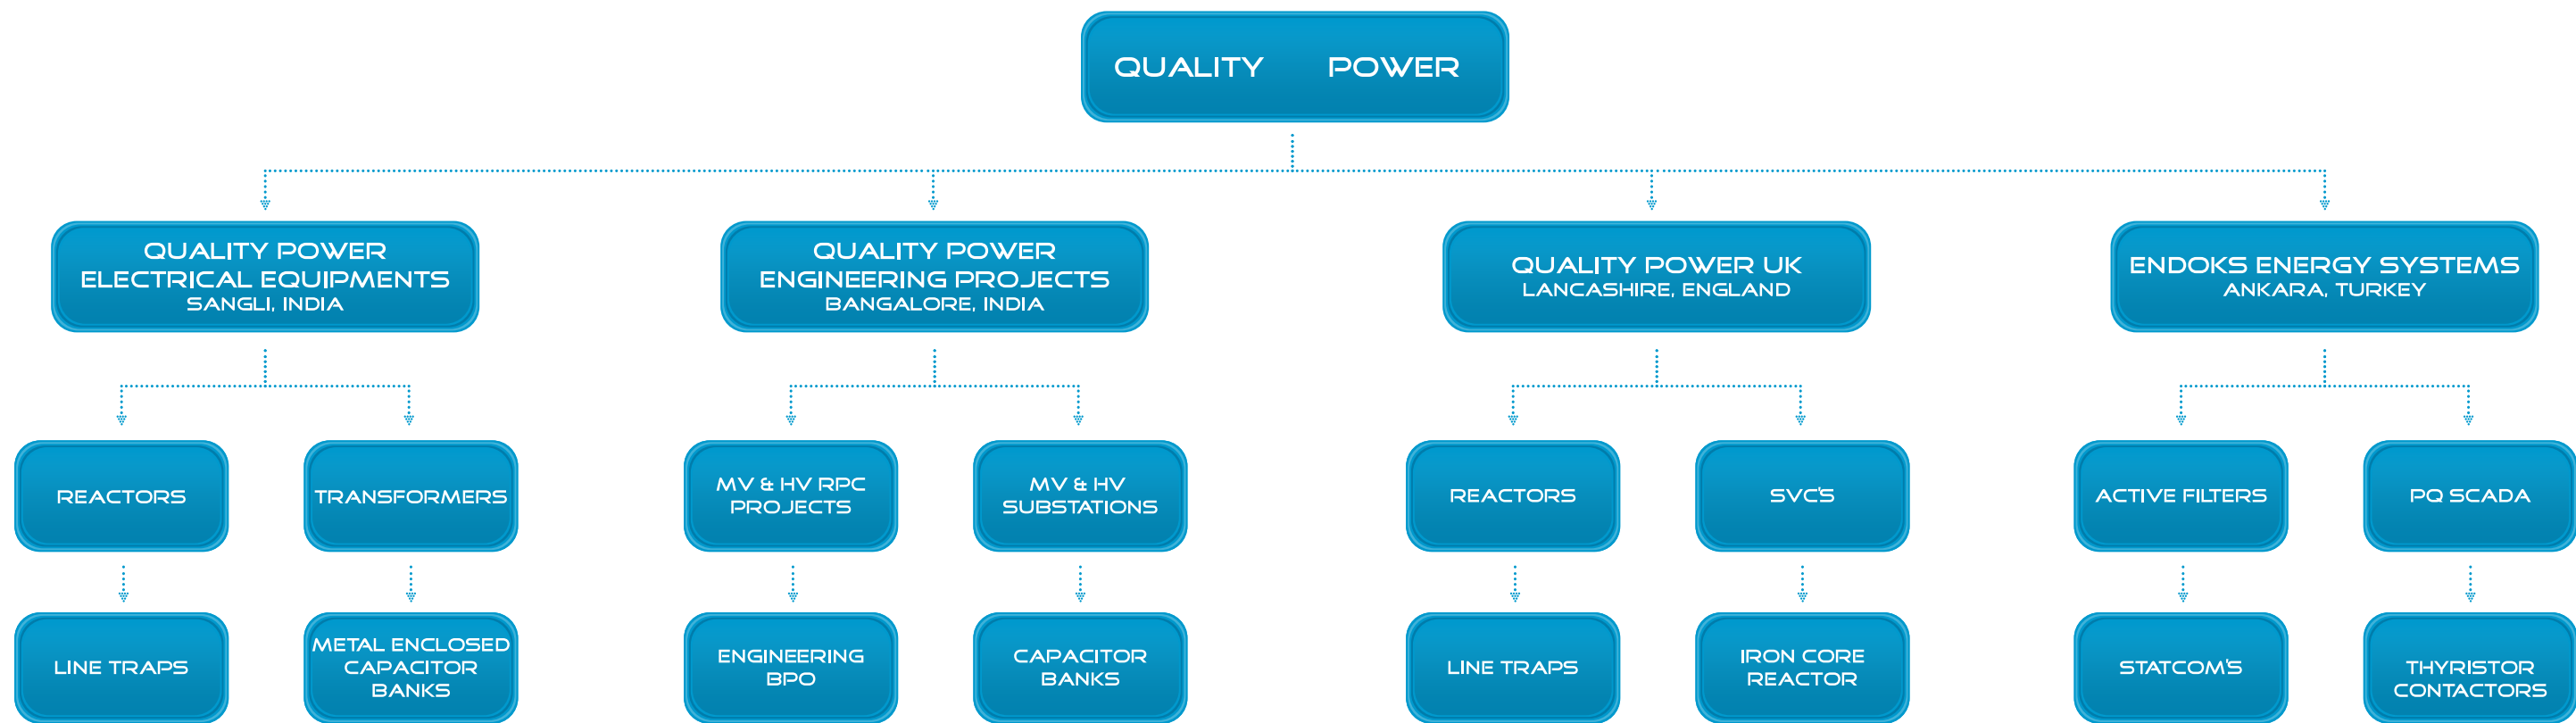 QUALITY POWER
QUALITY POWER
ELECTRICAL EQUIPMENTS
SANGLI, INDIA
QUALITY POWER
ENGINEERING PROJECTS
BANGALORE, INDIA
QUALITY POWER UK
LANCASHIRE, ENGLAND
ENDOKS ENERGY SYSTEMS
ANKARA, TURKEY
REACTORS
TRANSFORMERS
MV & HV RPC
PROJECTS
MV & HV
SUBSTATIONS
REACTORS
SVC'S
ACTIVE FILTERS
PQ SCADA
LINE TRAPS
METAL ENCLOSED
CAPACITOR
BANKS
ENGINEERING
BPO
CAPACITOR
BANKS
LINE TRAPS
IRON CORE
REACTOR
STATCOM'S
THYRISTOR
CONTACTORS